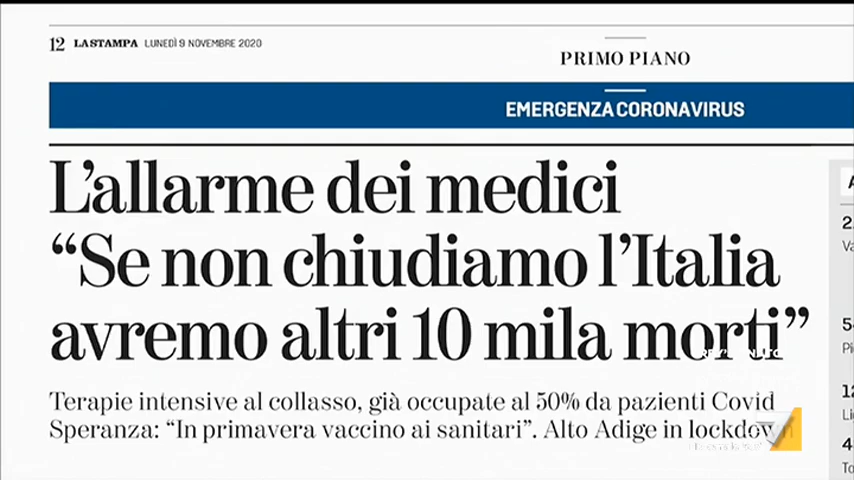 12 LA STAMPA LUNEDÌ 9 NOVEMBRE 2020
PRIMO PIANO
EMERGENZA CORONAVIRUS
L’allarme dei medici
“Se non chiudiamo l’Italia
avremo altri 10 mila morti”
Terapie intensive al collasso, già occupate al 50% da pazienti Covid
Speranza: “In primavera vaccino ai sanitari”. Alto Adige in lockdown